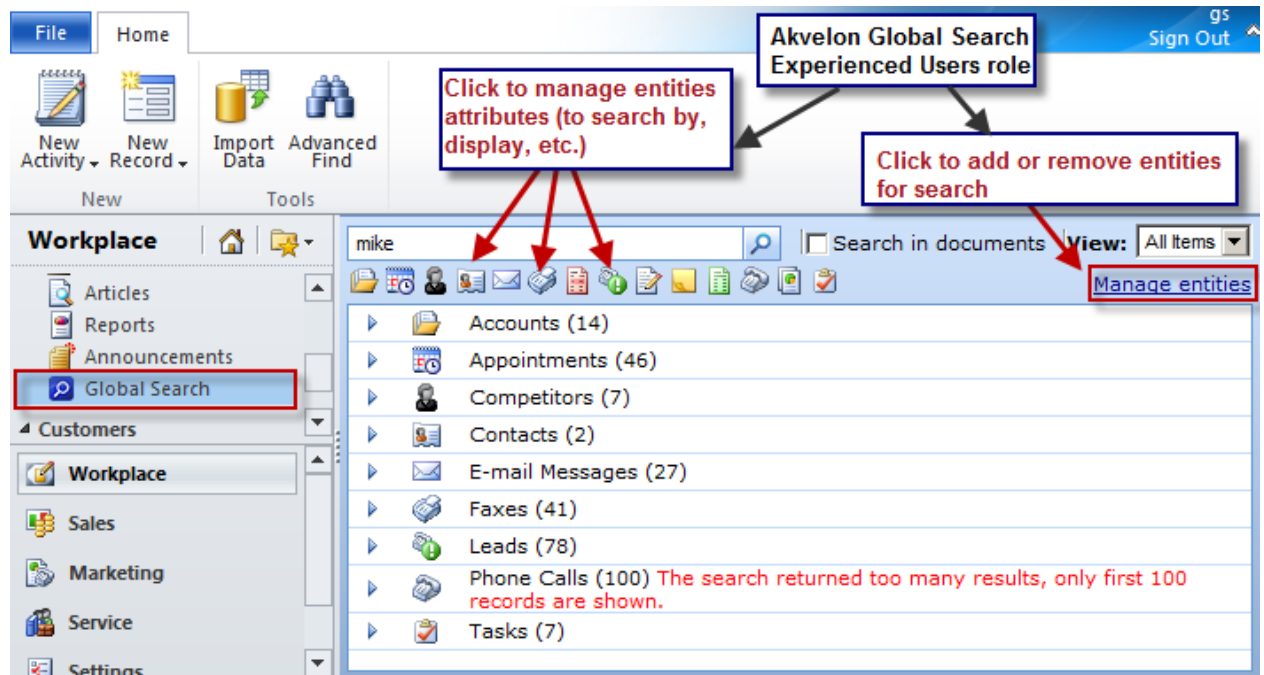 File
Home
gs
Sign Out
Akvelon Global Search
Experienced Users role
Click to manage entities
attributes (to search by,
display, etc.)
Click to add or remove entities
for search
New
Activity
New
Record
Import
Data
Advanced
Find
New
Tools
Workplace
mike
Search in documents
View:
All Items
Manage entities
Articles
Reports
Announcements
Global Search
Customers
Workplace
Sales
Marketing
Service
Settings
Accounts (14)
Appointments (46)
Competitors (7)
Contacts (2)
E-mail Messages (27)
Faxes (41)
Leads (78)
Phone Calls (100) The search returned too many results, only first 100
records are shown.
Tasks (7)